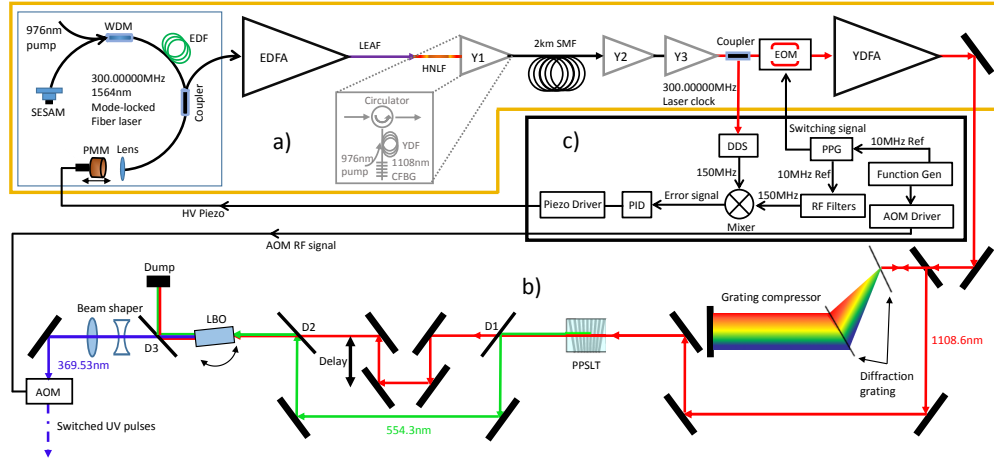 976nm
pump
WDM
EDF
SESAM
300.00000MHz
1564nm
Mode-locked
Fiber laser
Coupler
PMM
Lens
a)
EDFA
LEAF
HNLF
Y1
Circulator
YDF
976nm
pump
1108nm
CFBG
2km SMF
Y2
Y3
Coupler
EOM
YDFA
300.00000MHz
Laser clock
c)
Switching signal
DDS
PPG
10MHz Ref
Function Gen
150MHz
10MHz Ref
150MHz
RF Filters
AOM Driver
Mixer
Error signal
PID
Piezo Driver
HV Piezo
AOM RF signal
b)
Dump
Beam shaper
LBO
D3
D2
Delay
D1
PPSLT
Grating compressor
Diffraction
grating
1108.6nm
554.3nm
369.53nm
AOM
Switched UV pulses